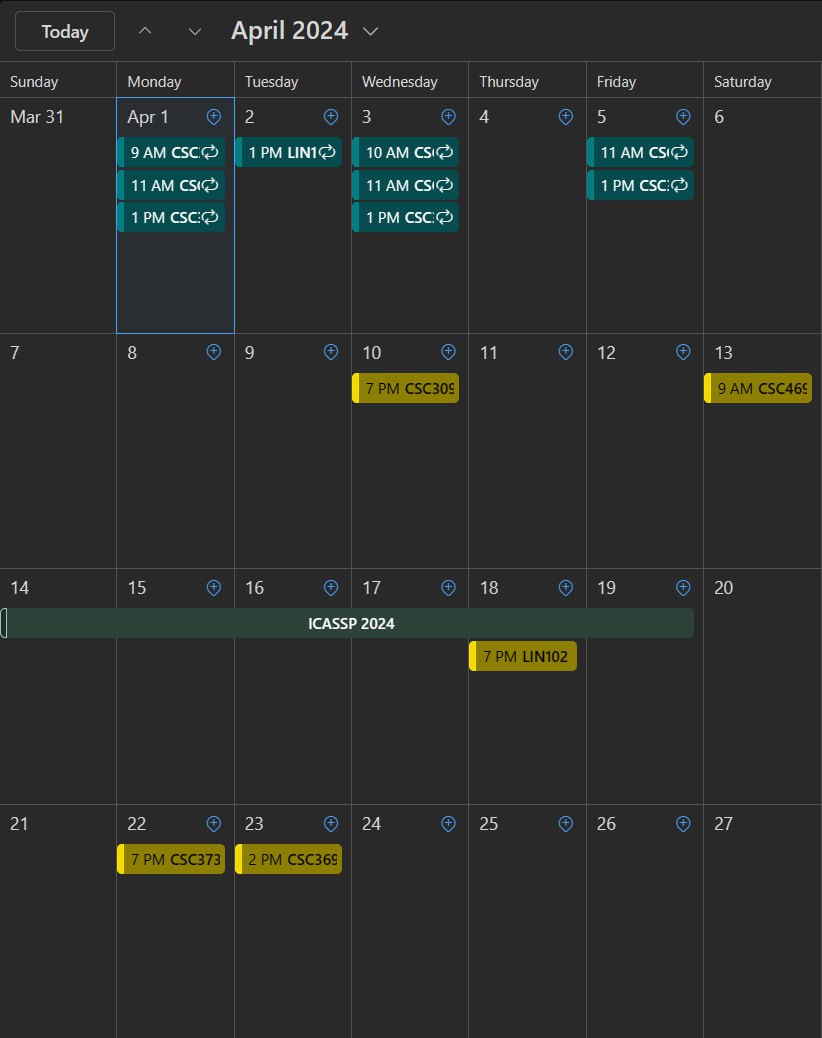 Today April 2024
Sunday Monday Tuesday Wednesday Thursday Friday Saturday
Mar 31 Apr 1 2 3 4 5 6
9 AM CSC 1 PM LIN1 10 AM CS 11 AM CS
11 AM CS 11 AM CS 1 PM CSC
1 PM CSC 1 PM CSC
7 8 9 10 11 12 13
7 PM CSC309 9 AM CSC469
14 15 16 17 18 19 20
ICASSP 2024
7 PM LIN102
21 22 23 24 25 26 27
7 PM CSC373 2 PM CSC369